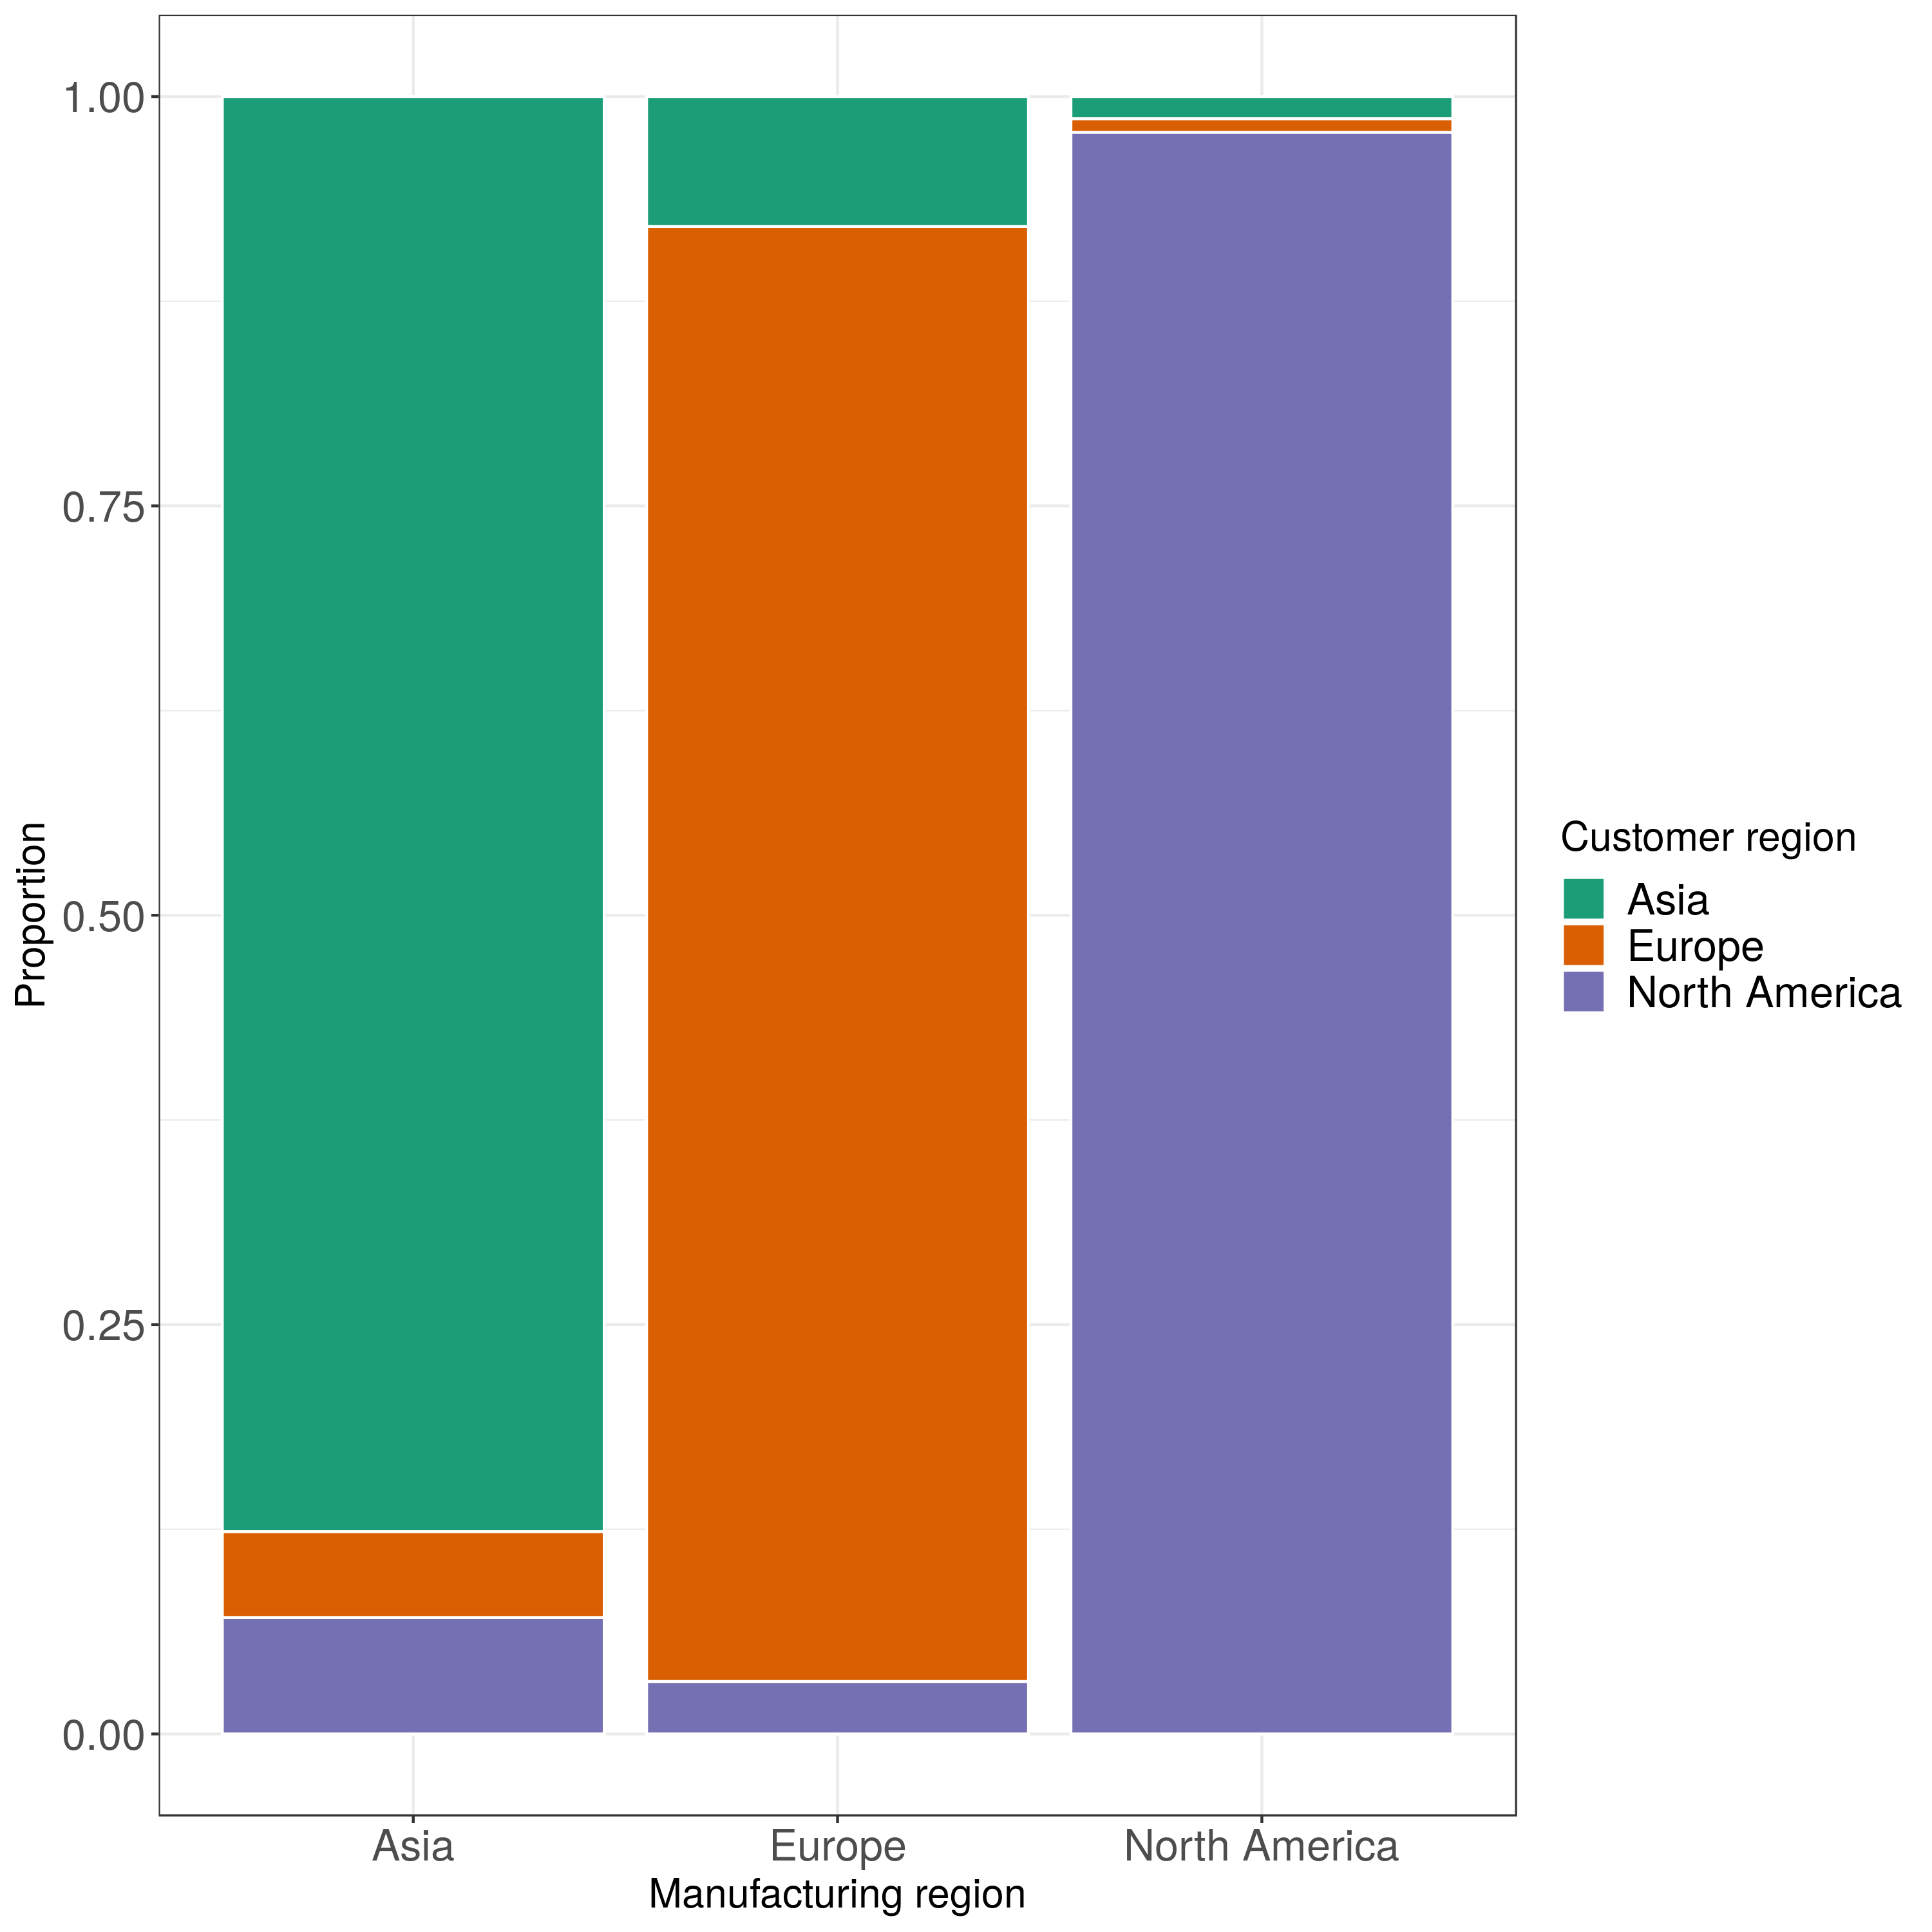 Proportion
1.00
0.75
0.50
0.25
0.00
Asia
Europe
North America
Manufacturing region
Customer region
Asia
Europe
North America